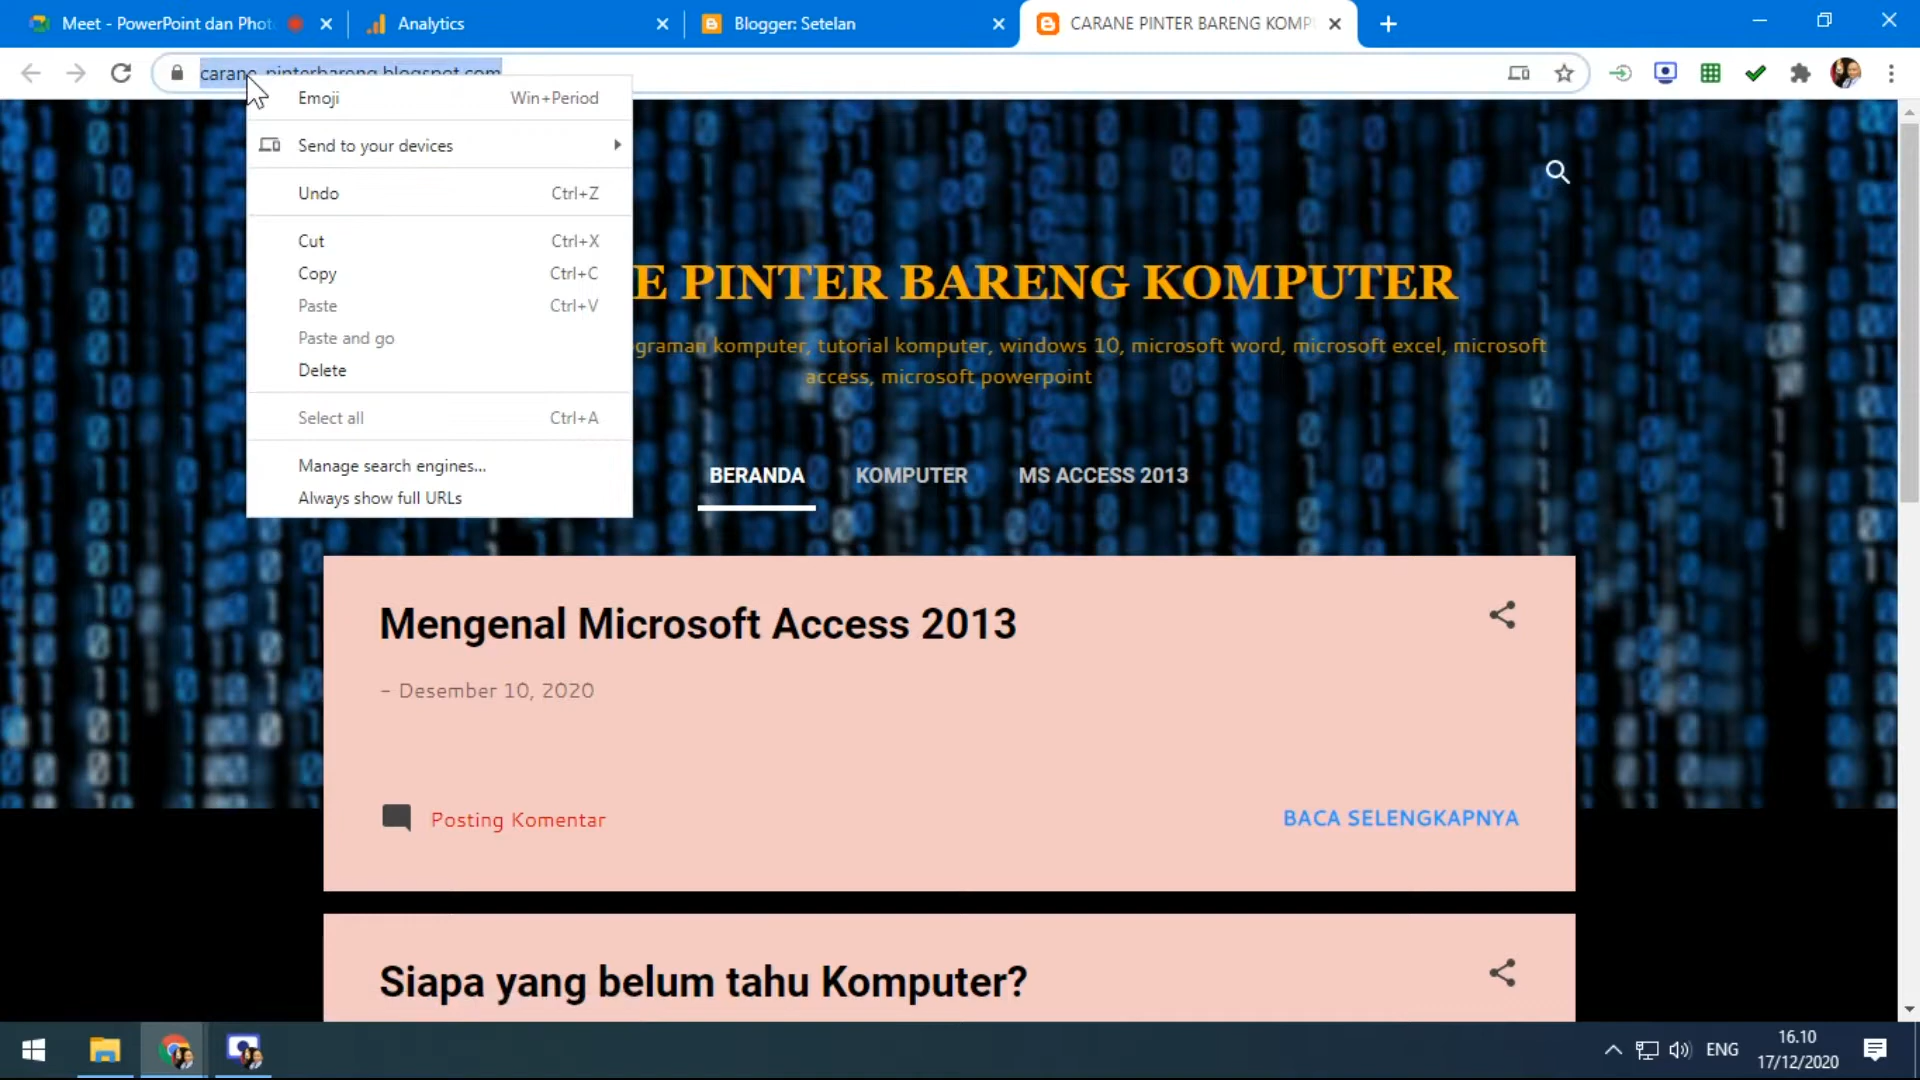 Meet - PowerPoint dan Phot
Analytics
Blogger: Setelan
CARANE PINTER BARENG KOMP
Emoji Win+Period
Send to your devices
Undo Ctrl+Z
Cut Ctrl+X
Copy Ctrl+C
Paste Ctrl+V
Paste and go
Delete
Select all Ctrl+A
Manage search engines...
Always show full URLs
E PINTER BARENG KOMPUTER
graman komputer, tutorial komputer, windows 10, microsoft word, microsoft excel, microsoft
access, microsoft powerpoint
BERANDA KOMPUTER MS ACCESS 2013
Mengenal Microsoft Access 2013
- Desember 10, 2020
Posting Komentar
BACA SELENGKAPNYA
Siapa yang belum tahu Komputer?
ENG
16.10
17/12/2020